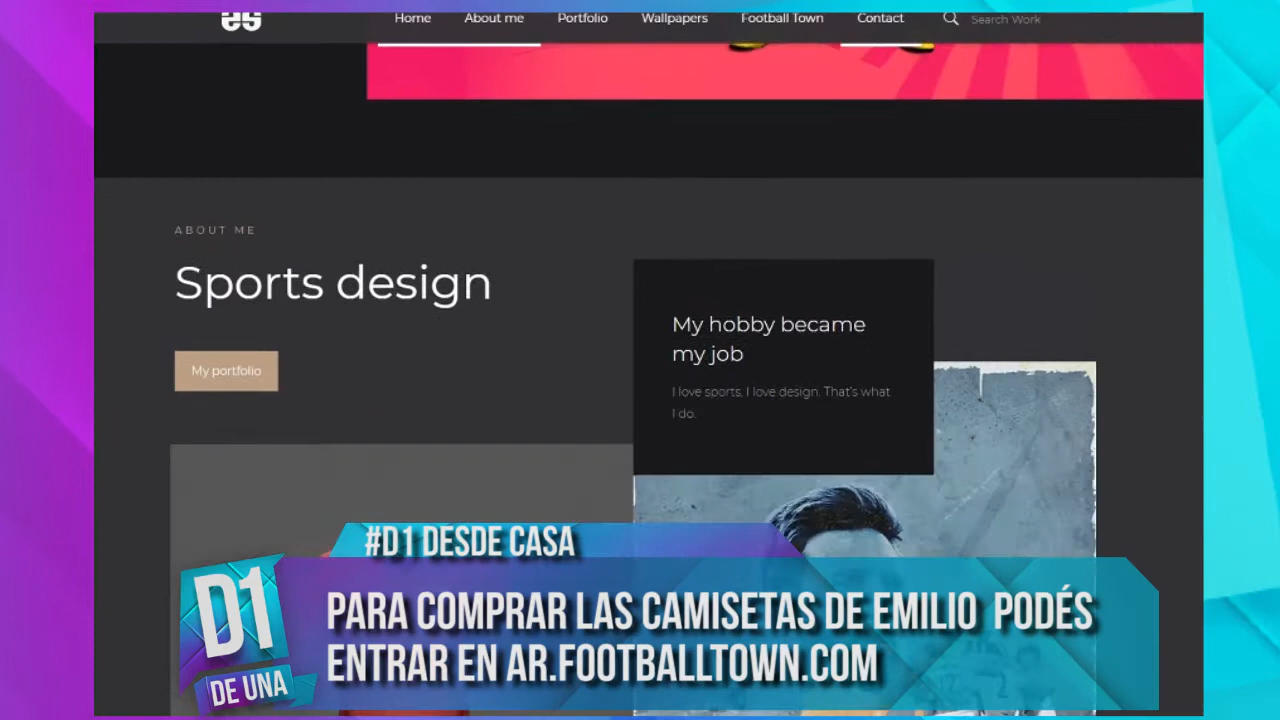 Home About me Portfolio Wallpapers Football Town Contact Search Work
ABOUT ME
Sports design
My portfolio
My hobby became
my job
I love sports, I love design. That's what
I do.
#D1 DESDE CASA
D1
DE UNA
PARA COMPRAR LAS CAMISETAS DE EMILIO PODÉS
ENTRAR EN AR.FOOTBALLTOWN.COM